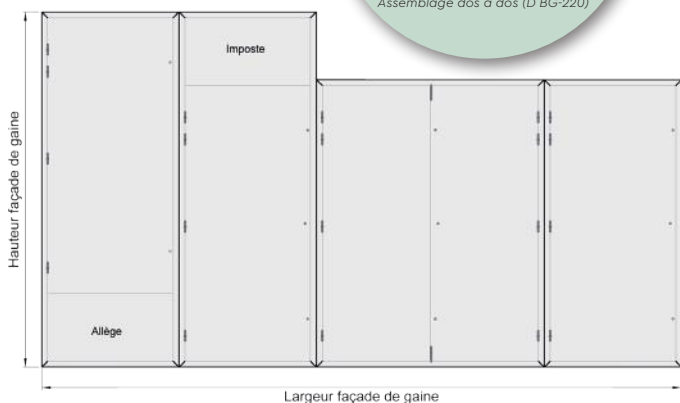 Assemblage dos à dos (D BG-220)
Imposte
Hauteur façade de gaine
Allège
Largeur façade de gaine